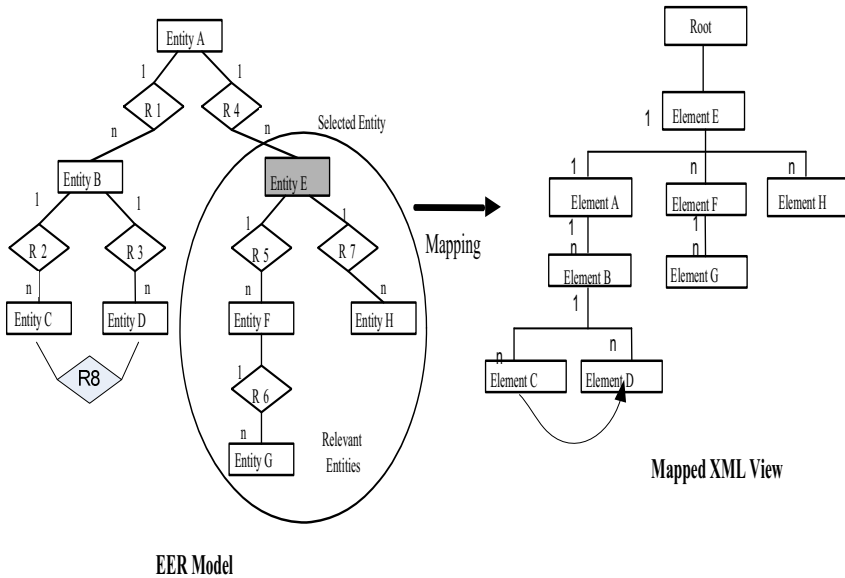 Entity A
1
1
R 1
R 4
n
n
Selected Entity
Entity B
Entity E
1
1
1
1
R 2
R 3
R 5
R 7
n
n
n
n
Entity C
Entity D
Entity F
Entity H
R8
1
R 6
n
Entity G
Relevant
Entities
EER Model
Mapping
Root
Element E
1
1
n
n
Element A
Element F
Element H
1
1
n
n
Element B
Element G
1
n
n
Element C
Element D
Mapped XML View